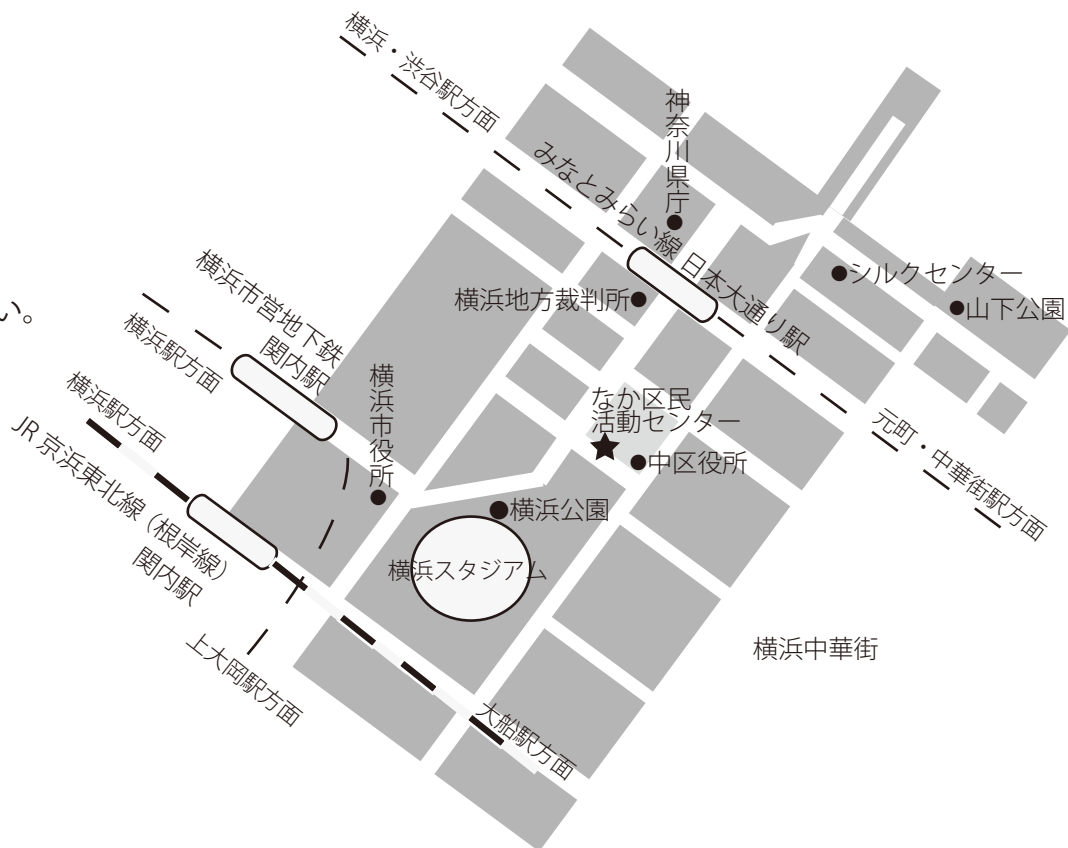 横浜・渋谷駅方面
みなとみらい線 日本大通り駅
神奈川県庁
シルクセンター
山下公園
横浜地方裁判所
横浜市営地下鉄
関内駅
横浜駅方面
い。
横浜市役所
なか区民
活動センター
中区役所
元町・中華街駅方面
横浜駅方面
JR 京浜東北線（根岸線）
関内駅
横浜公園
横浜スタジアム
横浜中華街
上大岡駅方面
大船駅方面